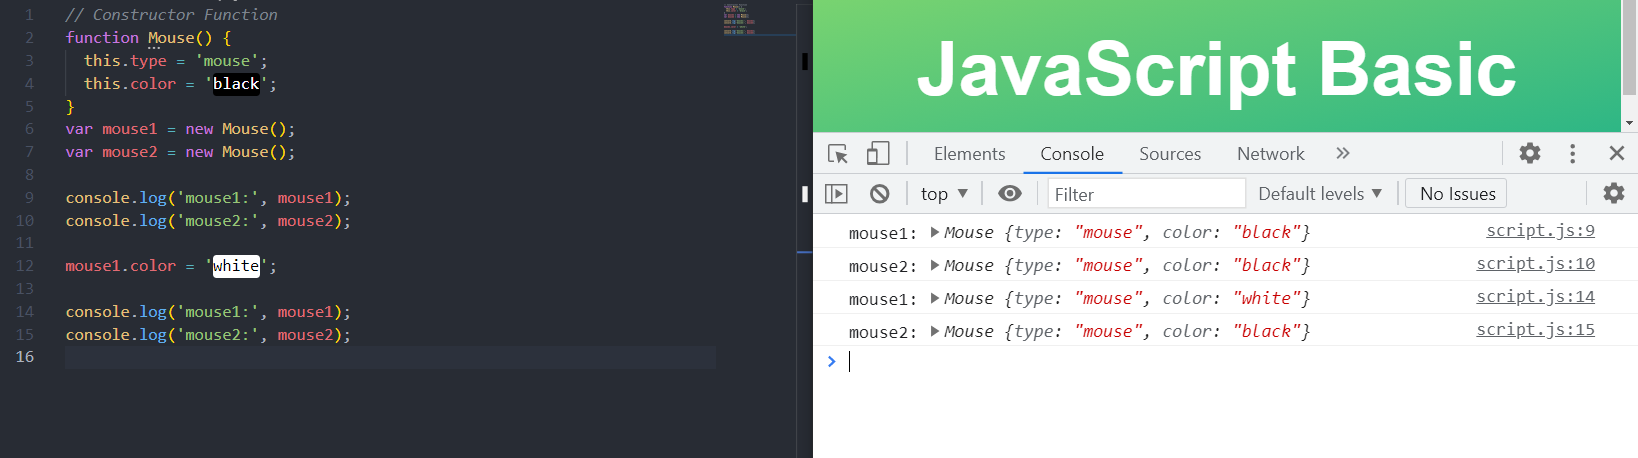 1 // Constructor Function
2 function Mouse() {
3 this.type = 'mouse';
4 this.color = 'black';
5 }
6 var mouse1 = new Mouse();
7 var mouse2 = new Mouse();
8
9 console.log('mouse1:', mouse1);
10 console.log('mouse2:', mouse2);
11
12 mouse1.color = 'white';
13
14 console.log('mouse1:', mouse1);
15 console.log('mouse2:', mouse2);
16
JavaScript Basic
Elements Console Sources Network »
top ▼ Filter Default levels ▼ No Issues
mouse1: ▶Mouse {type: "mouse", color: "black"} script.js:9
mouse2: ▶Mouse {type: "mouse", color: "black"} script.js:10
mouse1: ▶Mouse {type: "mouse", color: "white"} script.js:14
mouse2: ▶Mouse {type: "mouse", color: "black"} script.js:15